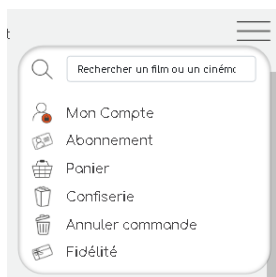 Rechercher un film ou un ciném
Mon Compte
Abonnement
Panier
Confiserie
Annuler commande
Fidélité